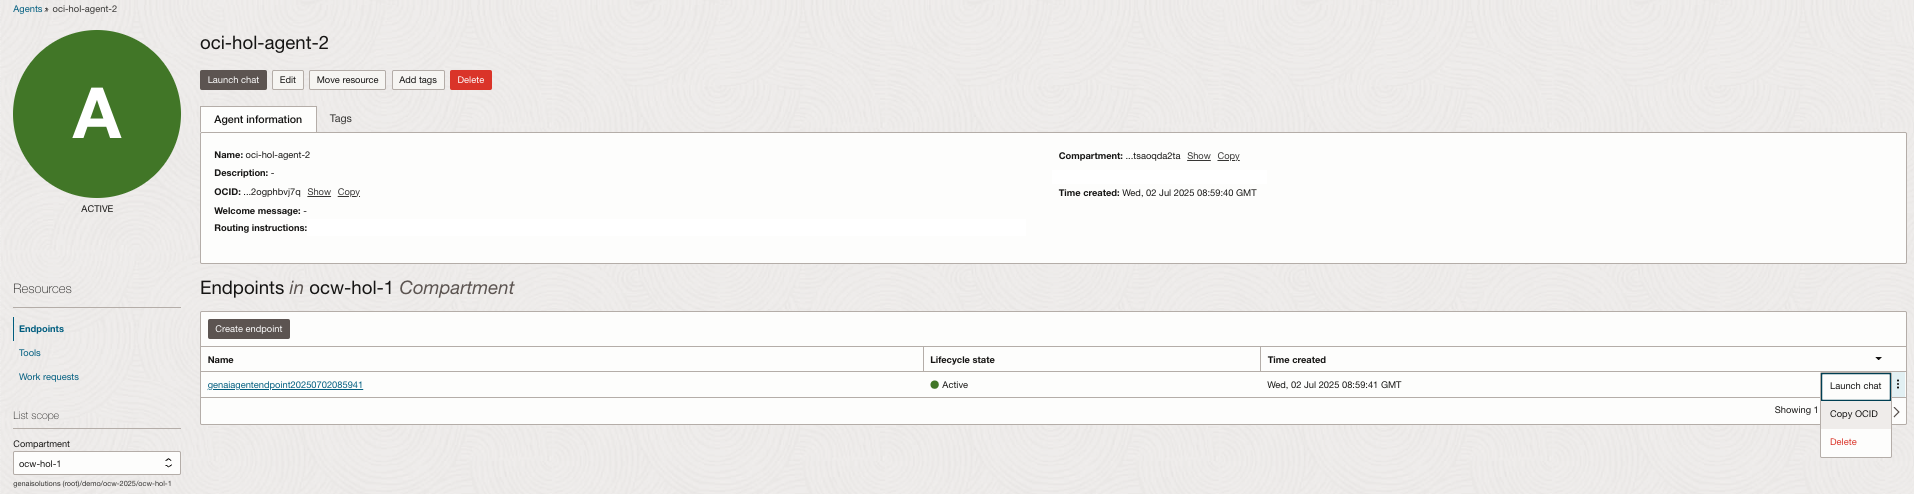 Agents » oci-hol-agent-2
A
ACTIVE
oci-hol-agent-2
Launch chat Edit Move resource Add tags Delete
Agent information Tags
Name: oci-hol-agent-2
Description: -
OCID: ...2ogphbvj7q Show Copy
Welcome message: -
Routing instructions:
Compartment: ...tsaoqda2ta Show Copy
Time created: Wed, 02 Jul 2025 08:59:40 GMT
Resources
Endpoints
Tools
Work requests
List scope
Compartment
ocw-hol-1
genaisolutions (root)/demo/ocw-2025/ocw-hol-1
Endpoints in ocw-hol-1 Compartment
Create endpoint
Name Lifecycle state Time created
genaiagentendpoint20250702085941 Active Wed, 02 Jul 2025 08:59:41 GMT
Showing 1
Launch chat
Copy OCID
Delete